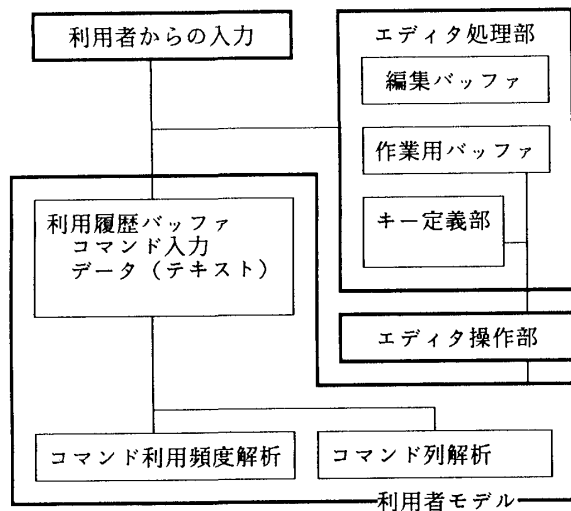 利用者からの入力
エディタ処理部
編集バッファ
作業用バッファ
キー定義部
利用履歴バッファ
コマンド入力
データ（テキスト）
エディタ操作部
コマンド利用頻度解析
コマンド列解析
利用者モデル